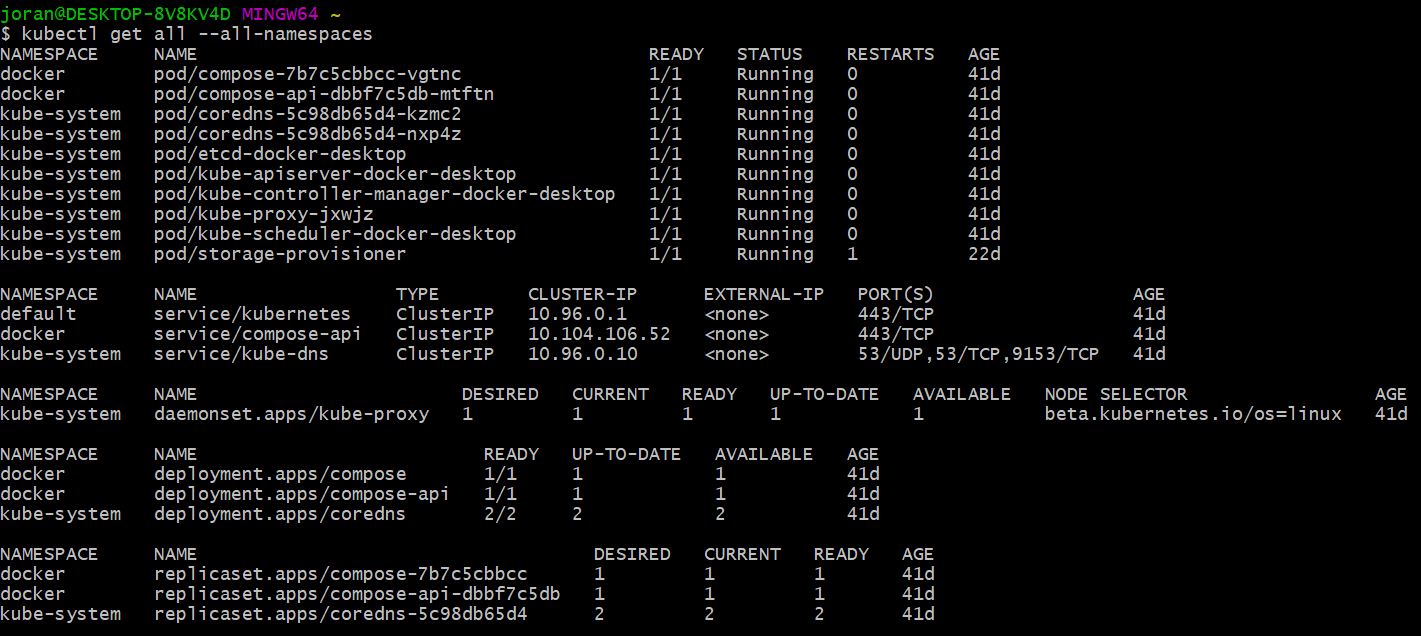 joran@DESKTOP-8V8KV4D MINGW64 ~
$ kubectl get all --all-namespaces
NAMESPACE     NAME                                         READY   STATUS    RESTARTS   AGE
docker        pod/compose-7b7c5cbbcc-vgtnc                 1/1     Running   0          41d
docker        pod/compose-api-dbbf7c5db-mtftn              1/1     Running   0          41d
kube-system   pod/coredns-5c98db65d4-kzmc2                 1/1     Running   0          41d
kube-system   pod/coredns-5c98db65d4-nxp4z                 1/1     Running   0          41d
kube-system   pod/etcd-docker-desktop                      1/1     Running   0          41d
kube-system   pod/kube-apiserver-docker-desktop            1/1     Running   0          41d
kube-system   pod/kube-controller-manager-docker-desktop   1/1     Running   0          41d
kube-system   pod/kube-proxy-jxwjz                         1/1     Running   0          41d
kube-system   pod/kube-scheduler-docker-desktop            1/1     Running   0          41d
kube-system   pod/storage-provisioner                      1/1     Running   1          22d

NAMESPACE     NAME                  TYPE        CLUSTER-IP      EXTERNAL-IP   PORT(S)                  AGE
default       service/kubernetes    ClusterIP   10.96.0.1       <none>        443/TCP                  41d
docker        service/compose-api   ClusterIP   10.104.106.52   <none>        443/TCP                  41d
kube-system   service/kube-dns      ClusterIP   10.96.0.10      <none>        53/UDP,53/TCP,9153/TCP   41d

NAMESPACE     NAME                        DESIRED   CURRENT   READY   UP-TO-DATE   AVAILABLE   NODE SELECTOR                 AGE
kube-system   daemonset.apps/kube-proxy   1         1         1       1            1           beta.kubernetes.io/os=linux   41d

NAMESPACE     NAME                          READY   UP-TO-DATE   AVAILABLE   AGE
docker        deployment.apps/compose       1/1     1            1           41d
docker        deployment.apps/compose-api   1/1     1            1           41d
kube-system   deployment.apps/coredns       2/2     2            2           41d

NAMESPACE     NAME                                    DESIRED   CURRENT   READY   AGE
docker        replicaset.apps/compose-7b7c5cbbcc      1         1         1       41d
docker        replicaset.apps/compose-api-dbbf7c5db   1         1         1       41d
kube-system   replicaset.apps/coredns-5c98db65d4      2         2         2       41d